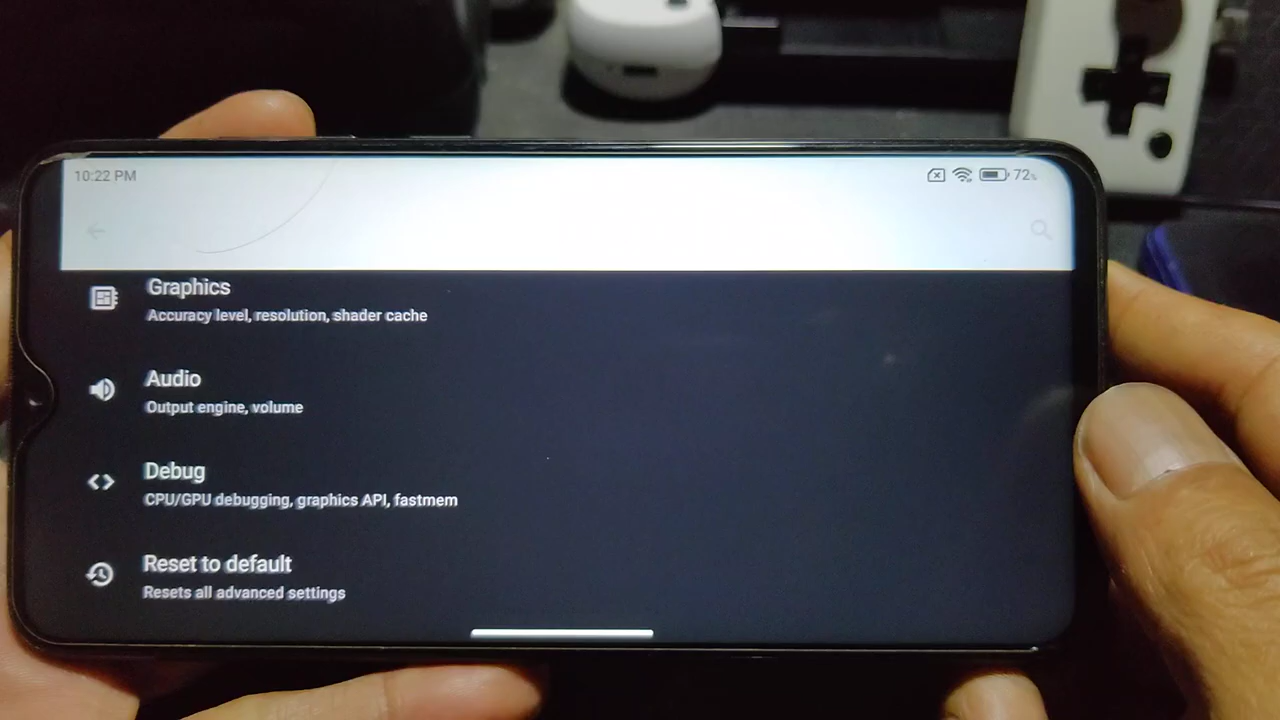 10:22 PM
72%
Graphics
Accuracy level, resolution, shader cache
Audio
Output engine, volume
Debug
CPU/GPU debugging, graphics API, fastmem
Reset to default
Resets all advanced settings